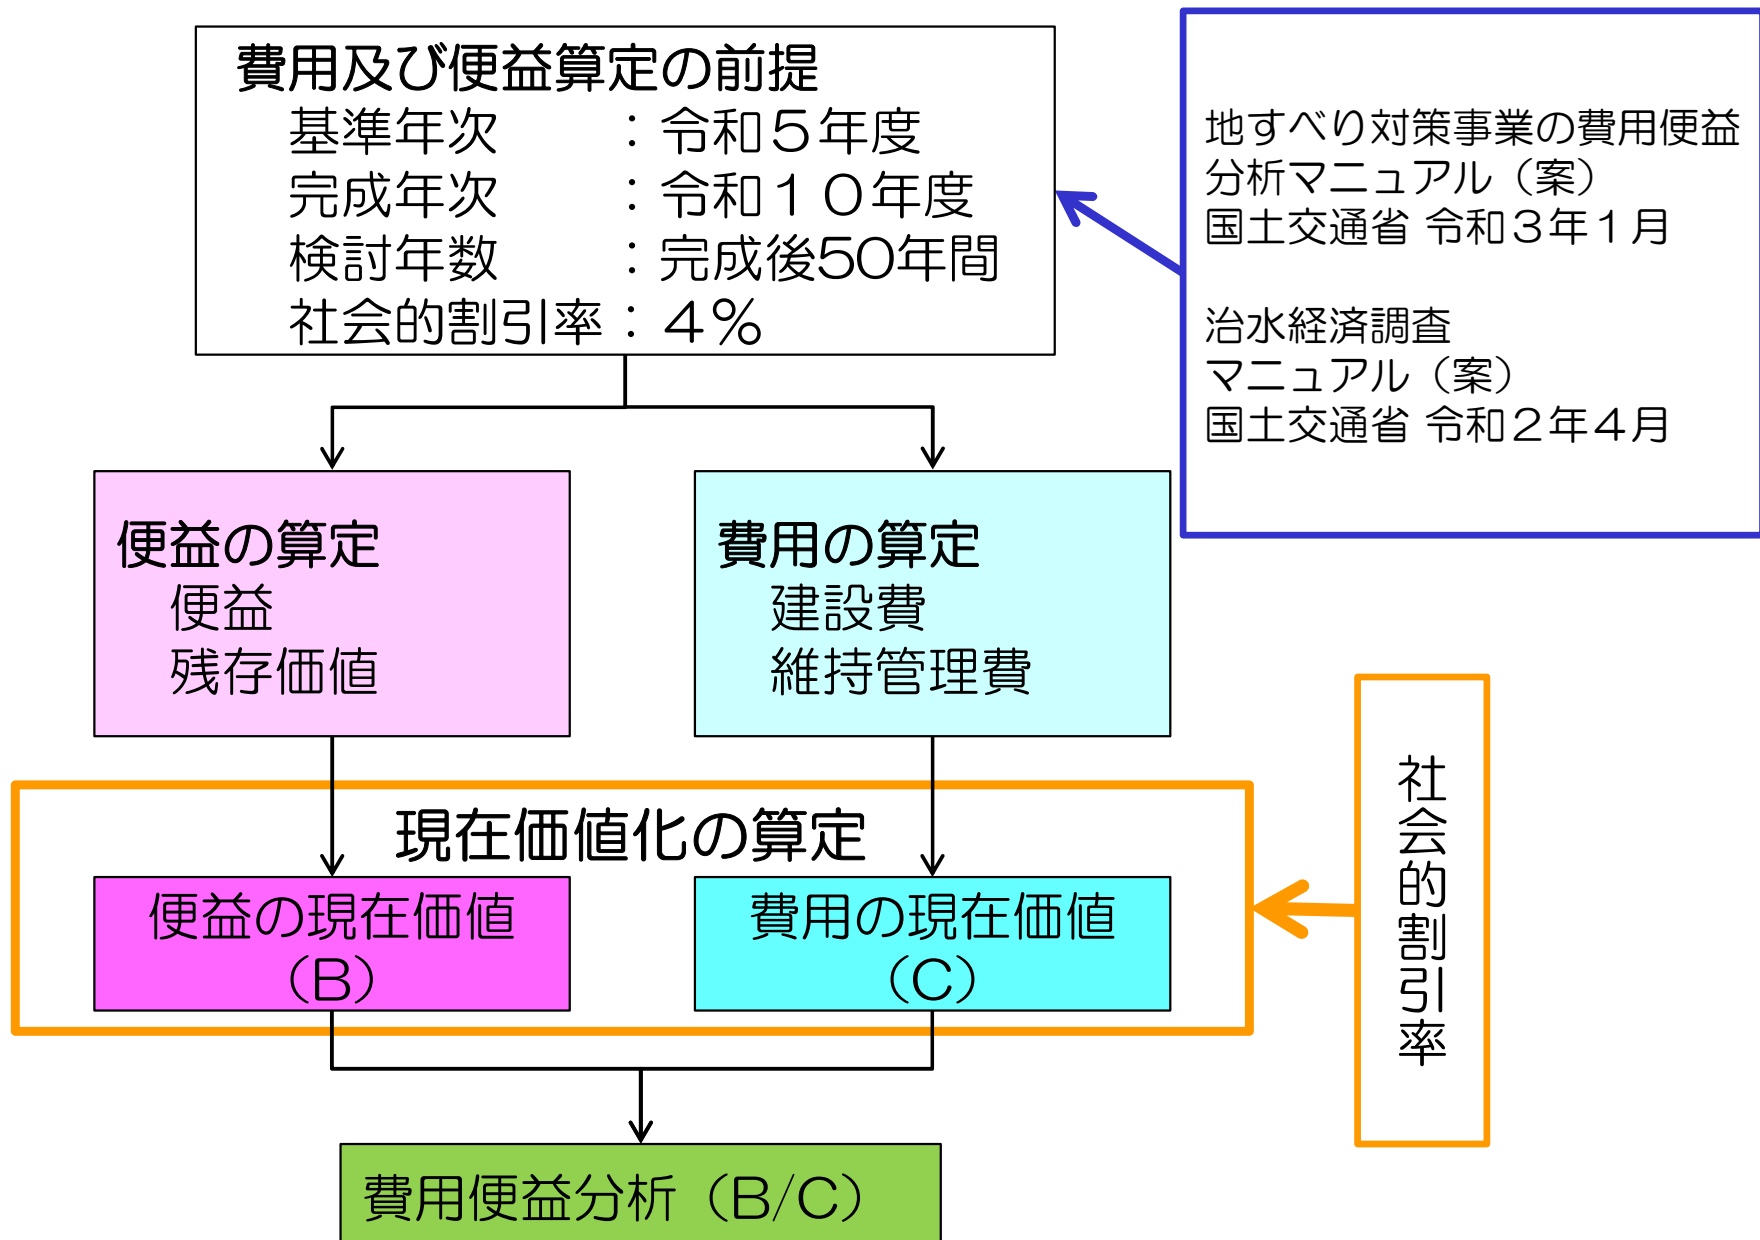 費用及び便益算定の前提
基準年次　　：令和５年度
完成年次　　：令和１０年度
検討年数　　：完成後50年間
社会的割引率：４％
地すべり対策事業の費用便益
分析マニュアル（案）
国土交通省 令和３年１月
治水経済調査
マニュアル（案）
国土交通省 令和２年４月
便益の算定
便益
残存価値
費用の算定
建設費
維持管理費
現在価値化の算定
便益の現在価値
（B）
費用の現在価値
（C）
社会的割引率
費用便益分析（B/C）